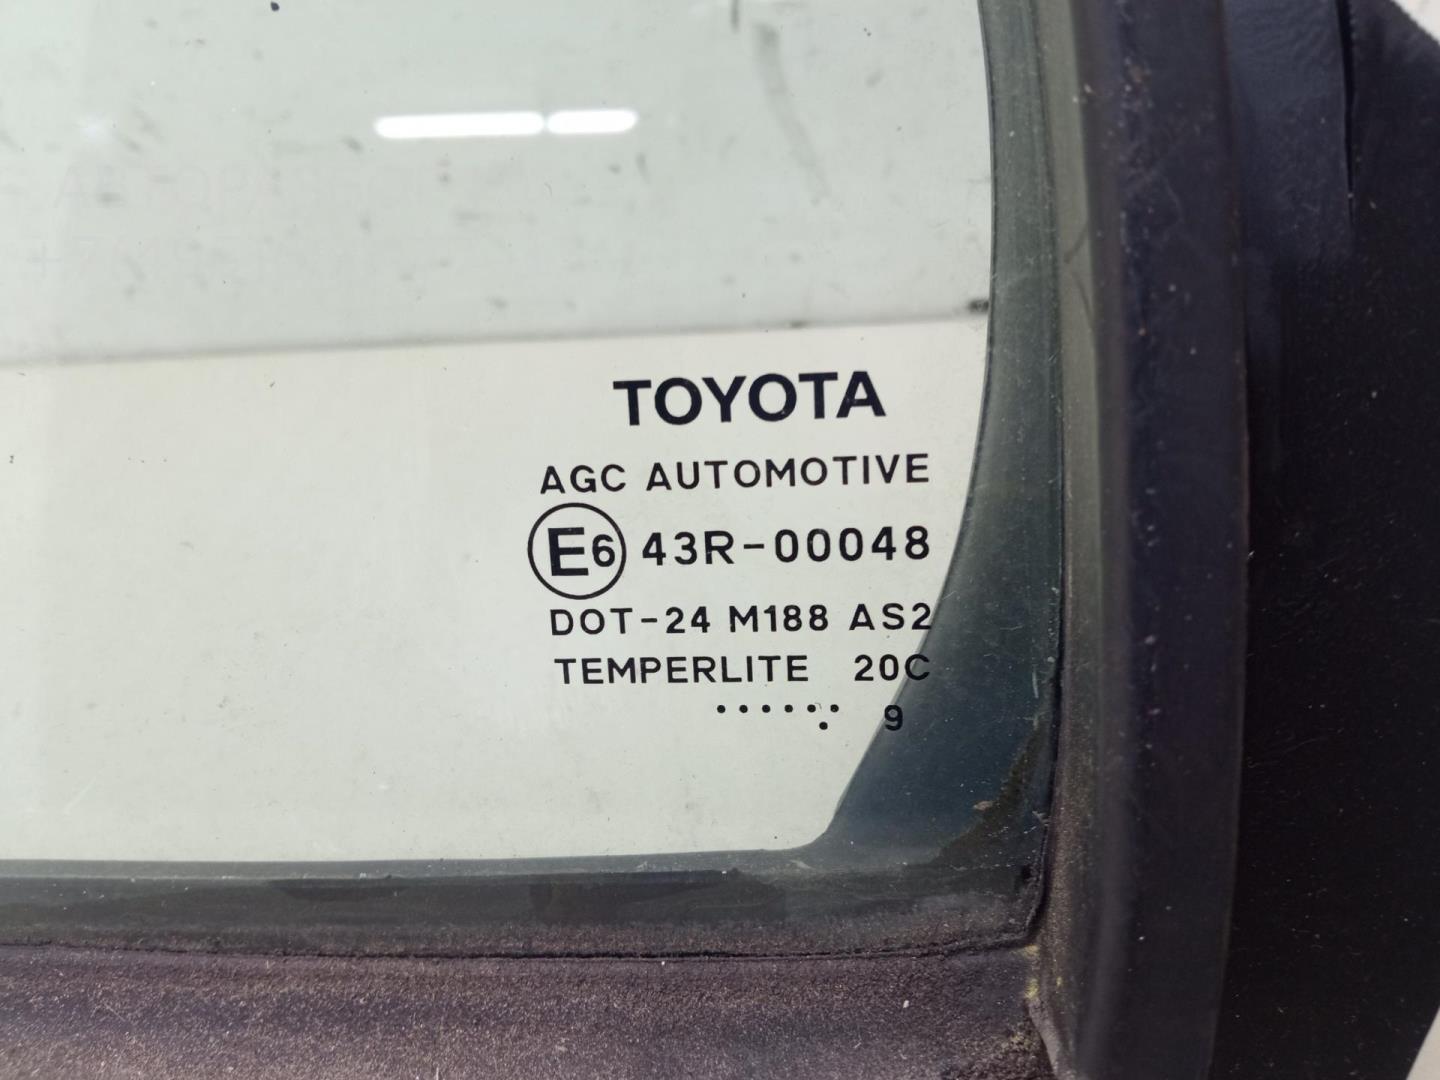 TOYOTA
AGC AUTOMOTIVE
E6 43R-00048
DOT-24 M188 AS2
TEMPERLITE 20C
...... 9
.